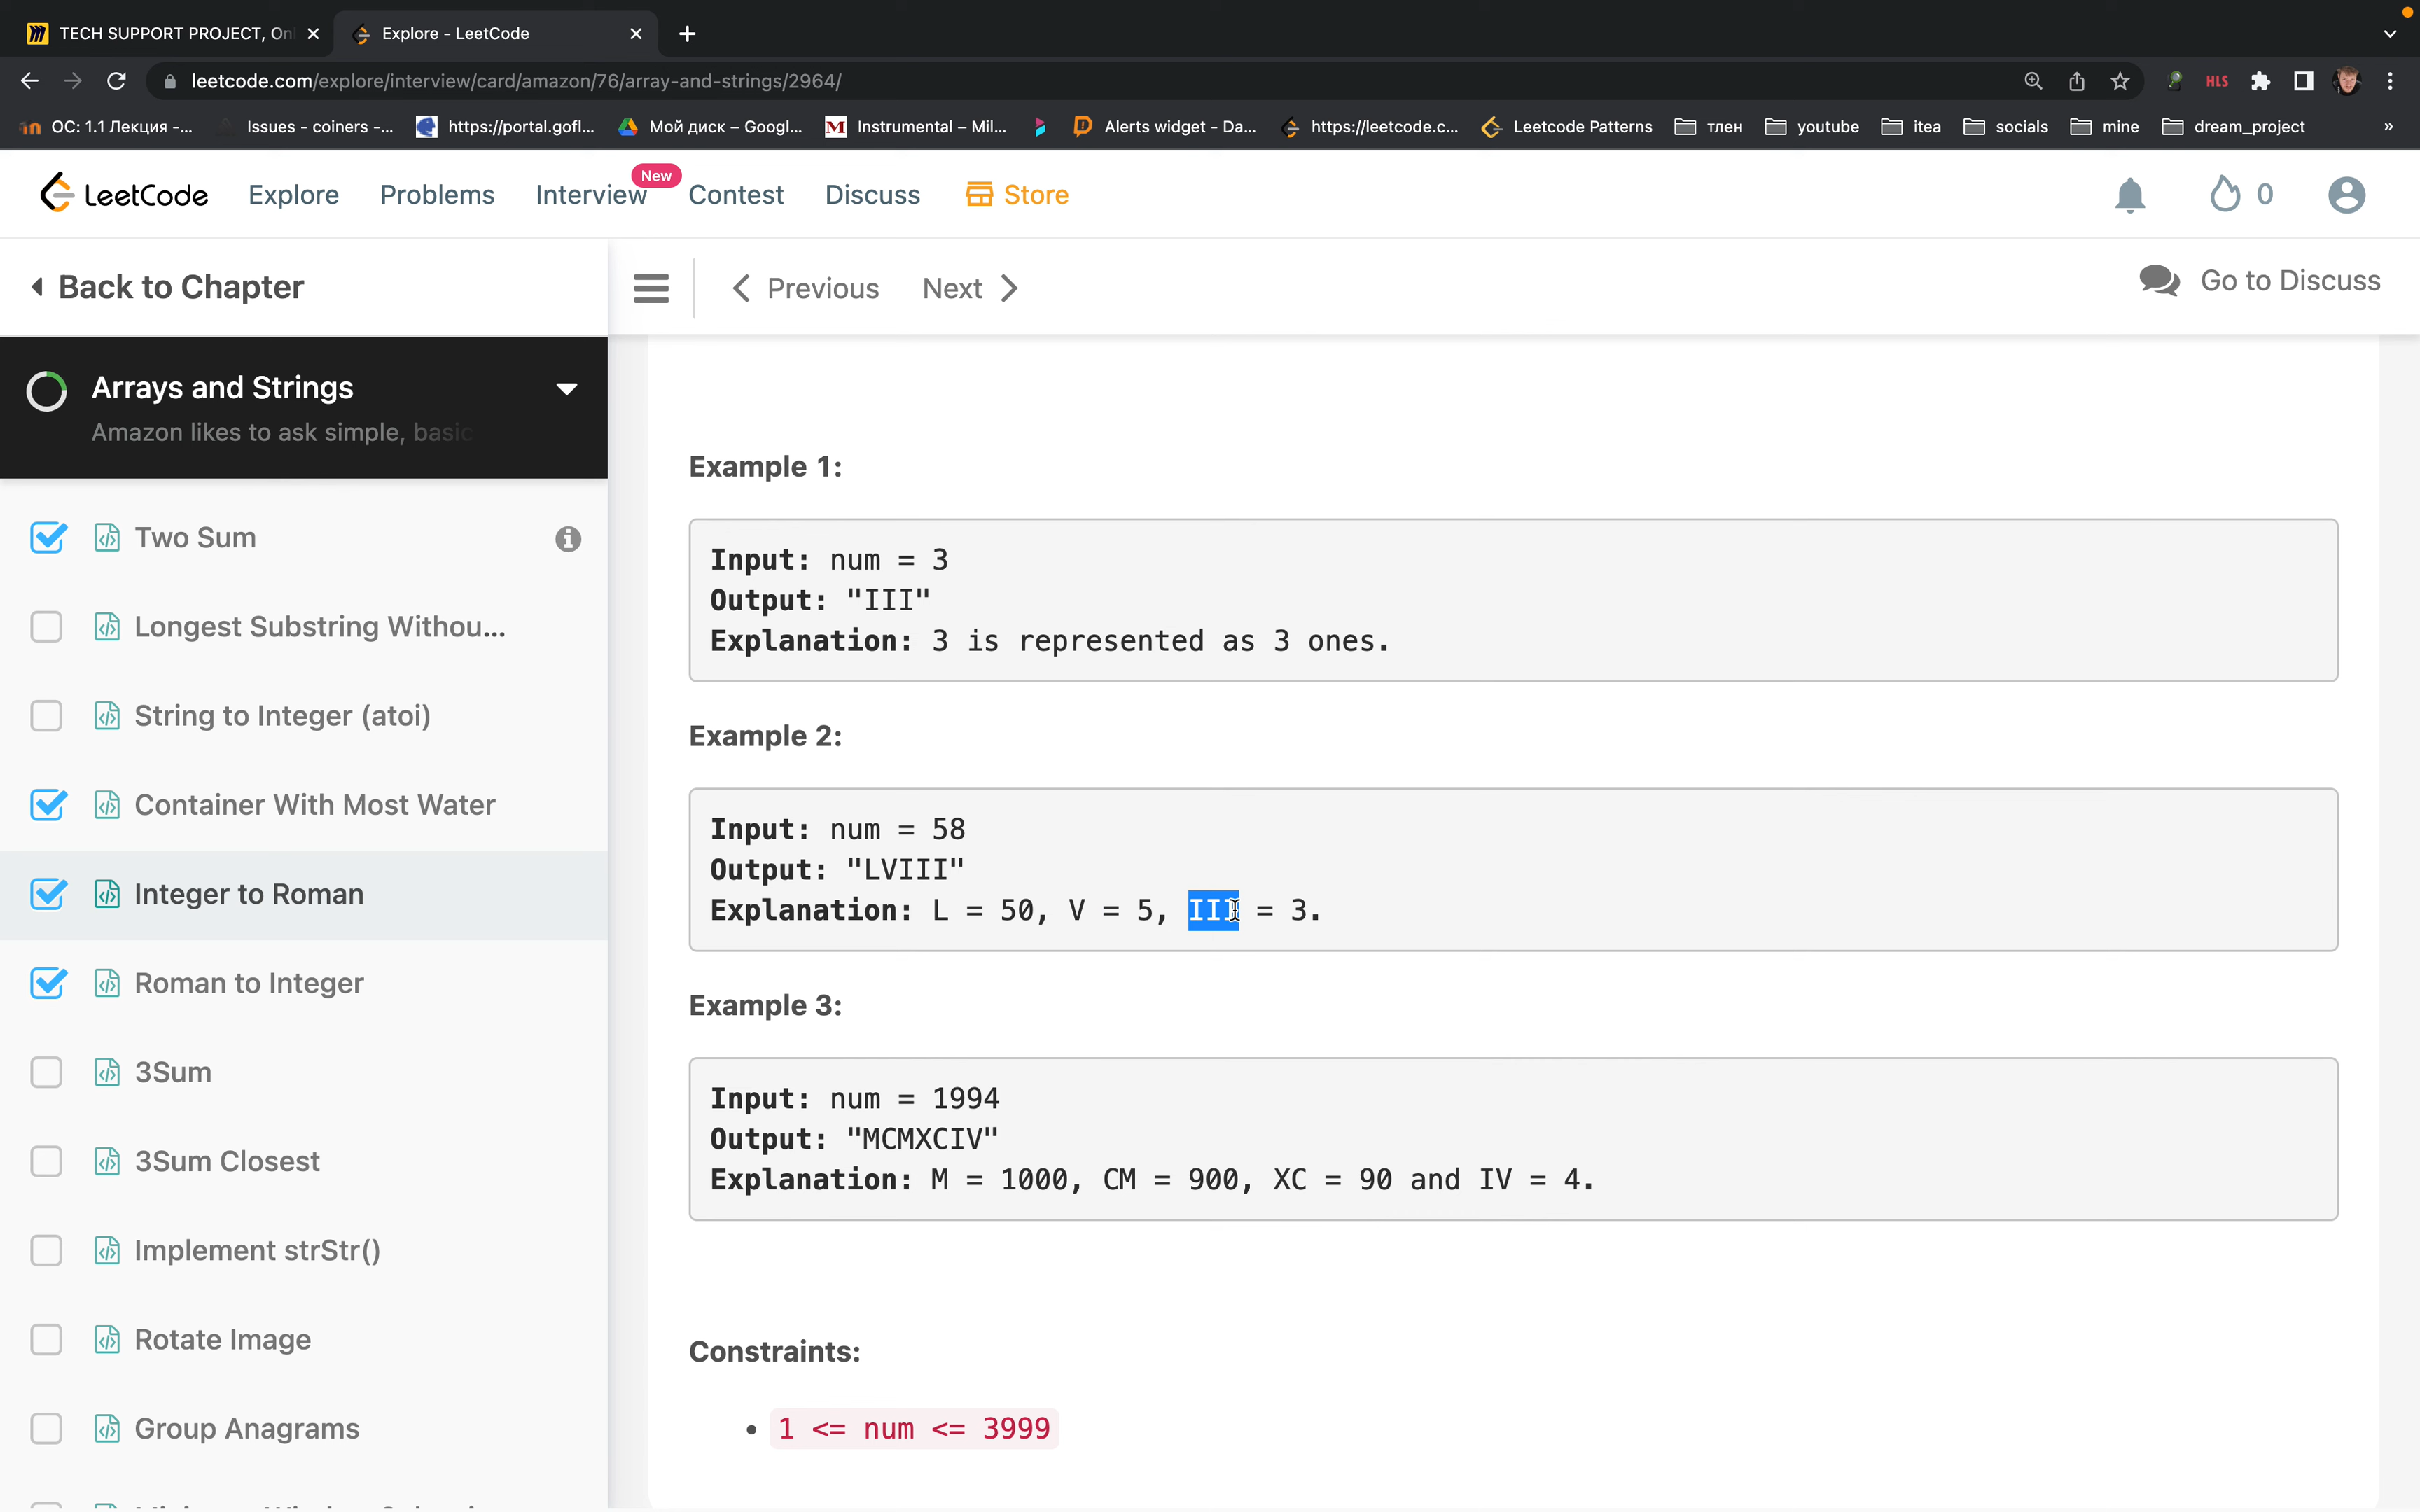 TECH SUPPORT PROJECT, Onl
Explore - LeetCode
leetcode.com/explore/interview/card/amazon/76/array-and-strings/2964/
HLS
ОС: 1.1 Лекция -...
Issues - coiners -...
https://portal.gofl...
Мой диск – Googl...
Instrumental – Mil...
Alerts widget - Da...
https://leetcode.c...
Leetcode Patterns
тлен
youtube
itea
socials
mine
dream_project
»
LeetCode
Explore
Problems
Interview
New
Contest
Discuss
Store
0
Back to Chapter
Previous
Next
Go to Discuss
Arrays and Strings
Amazon likes to ask simple, basic
Two Sum
Longest Substring Withou...
String to Integer (atoi)
Container With Most Water
Integer to Roman
Roman to Integer
3Sum
3Sum Closest
Implement strStr()
Rotate Image
Group Anagrams
Example 1:
Input: num = 3
Output: "III"
Explanation: 3 is represented as 3 ones.
Example 2:
Input: num = 58
Output: "LVIII"
Explanation: L = 50, V = 5, III = 3.
Example 3:
Input: num = 1994
Output: "MCMXCIV"
Explanation: M = 1000, CM = 900, XC = 90 and IV = 4.
Constraints:
• 1 <= num <= 3999